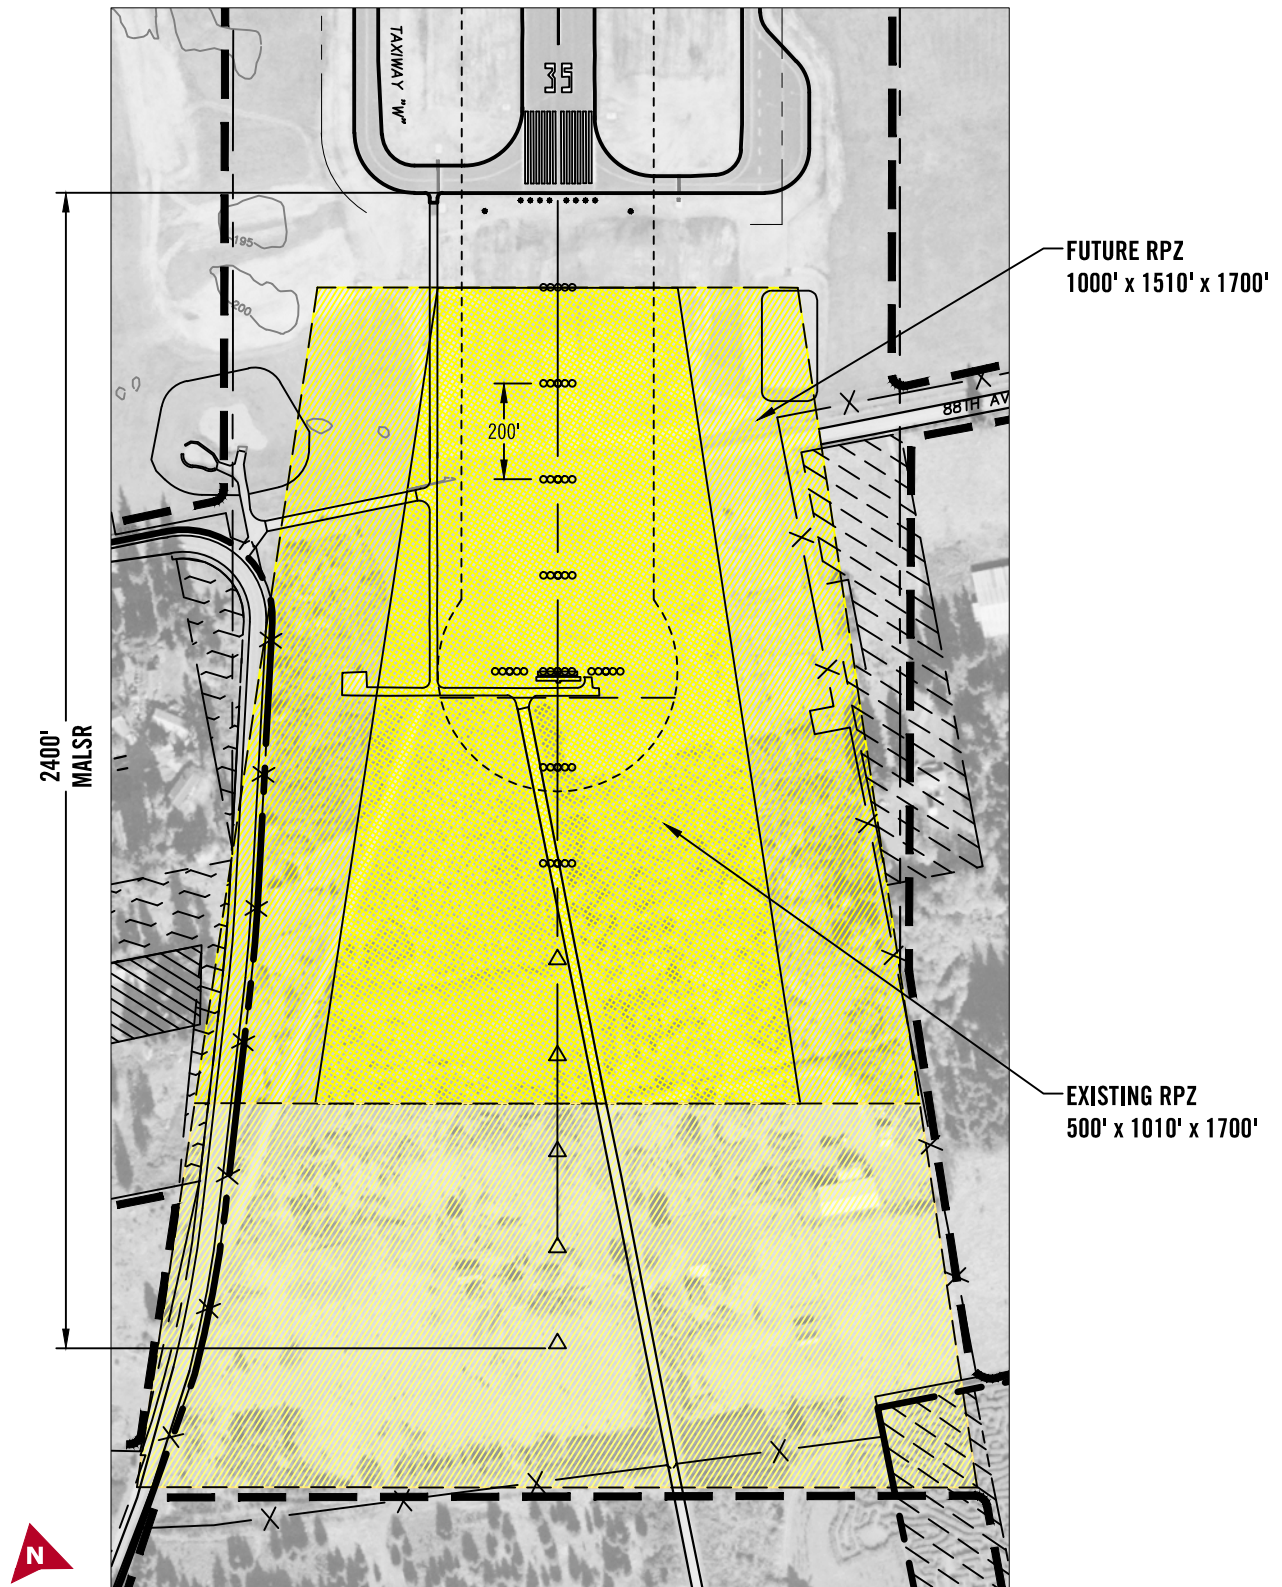 TAXIWAY "W"
35
195
200
FUTURE RPZ
1000' x 1510' x 1700'
88TH AV
200'
2400'
MALSR
EXISTING RPZ
500' x 1010' x 1700'
N